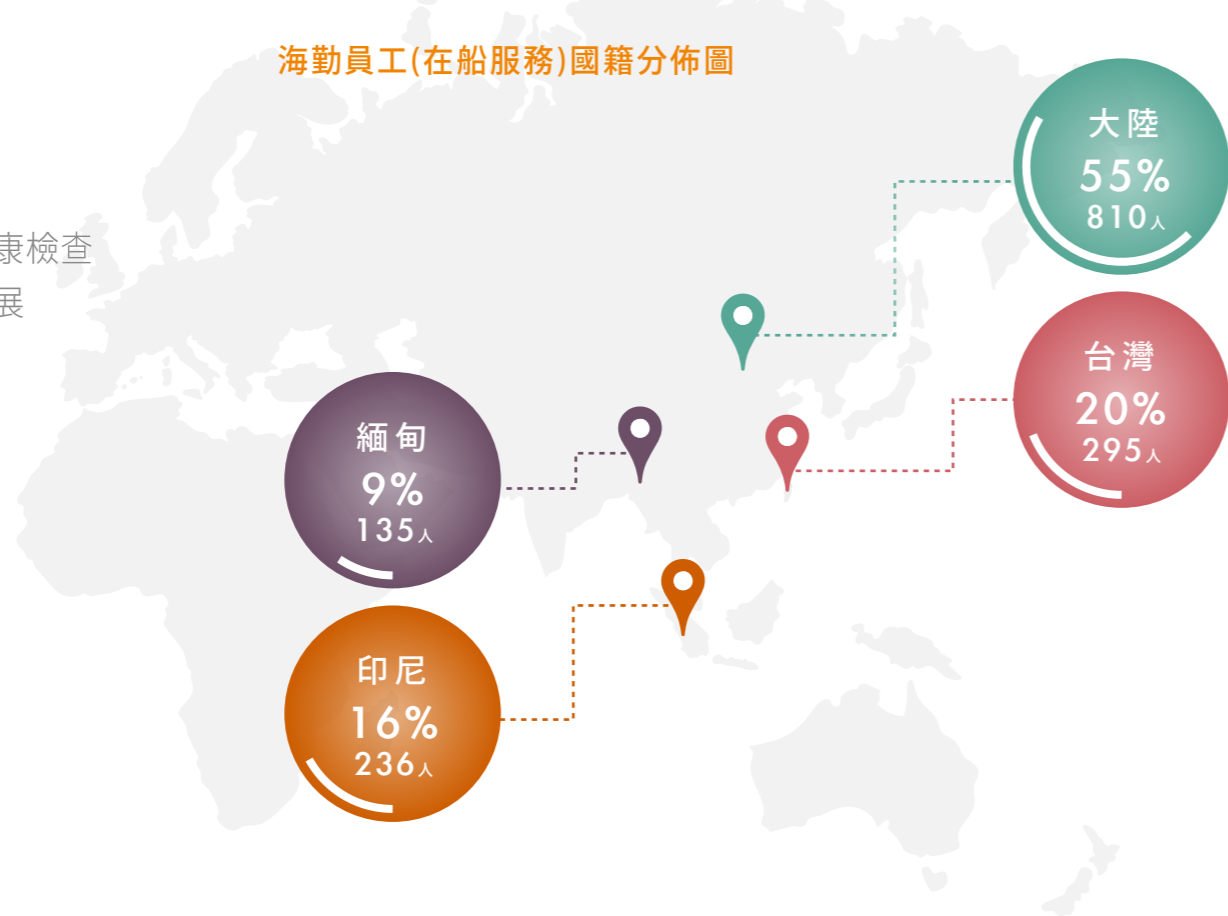 海勤員工(在船服務)國籍分佈圖
康檢查
展
大陸
55%
810人
台灣
20%
295人
緬甸
9%
135人
印尼
16%
236人